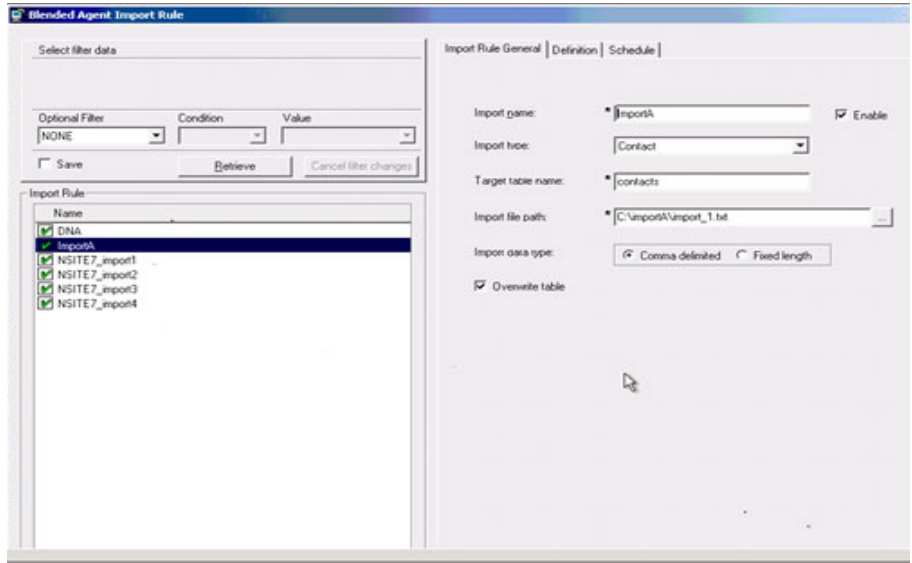 Blended Agent Import Rule
Select filter data
Optional Filter Condition Value
NONE
Save Retrieve Cancel filter changes
Import Rule
Name
DNA
ImportA
NSITE7_import1
NSITE7_import2
NSITE7_import3
NSITE7_import4
Import Rule General Definition Schedule
Import name: * ImportA Enable
Import type: Contact
Target table name: * contacts
Import file path: * C:\importA\import_1.txt ...
Import data type: Comma delimited Fixed length
Overwrite table